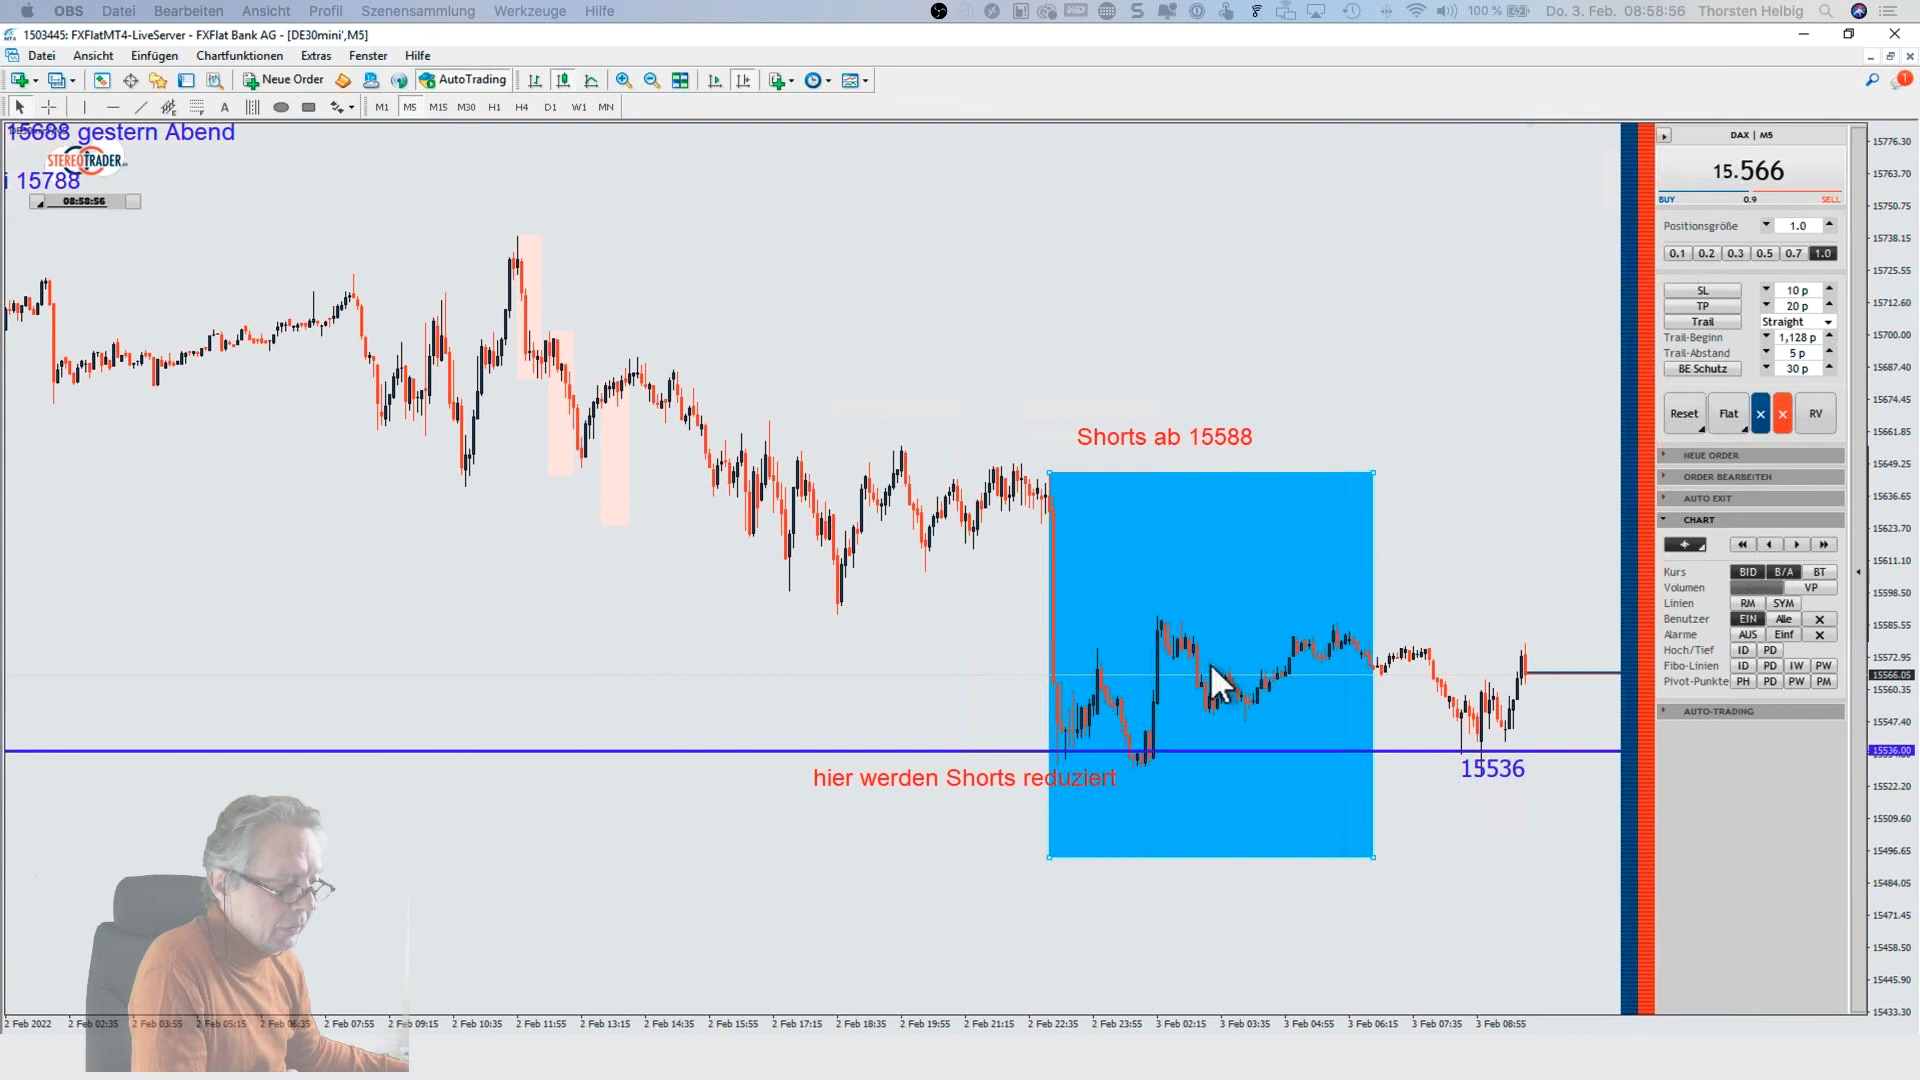 OBS Datei Bearbeiten Ansicht Profil Szenensammlung Werkzeuge Hilfe
100 % Do. 3. Feb. 08:58:56 Thorsten Helbig
1503445: FXFlatMT4-LiveServer - FXFlat Bank AG - [DE30mini',M5]
Datei Ansicht Einfügen Chartfunktionen Extras Fenster Hilfe
Neue Order AutoTrading
M1 M5 M15 M30 H1 H4 D1 W1 MN
15688 gestern Abend
STEREOTRADER
i 15788
08:58:56
Shorts ab 15588
hier werden Shorts reduziert
15536
DAX | M5
15.566
BUY 0.9 SELL
Positionsgröße 1.0
0.1 0.2 0.3 0.5 0.7 1.0
SL 10 p
TP 20 p
Trail Straight
Trail-Beginn 1,128 p
Trail-Abstand 5 p
BE Schutz 30 p
Reset Flat × × RV
NEUE ORDER
ORDER BEARBEITEN
AUTO EXIT
CHART
Kurs BID B/A BT
Volumen VP
Linien RM SYM
Benutzer EIN Alle
Alarme AUS Einf
Hoch/Tief ID PD
Fibo-Linien ID PD IW PW
Pivot-Punkte PH PD PW PM
AUTO-TRADING
15776.30
15763.70
15750.75
15738.15
15725.55
15712.60
15700.00
15687.40
15674.45
15661.85
15649.25
15636.65
15623.70
15611.10
15598.50
15585.55
15572.95
15566.05
15560.35
15547.40
15536.00
15522.20
15509.60
15496.65
15484.05
15471.45
15458.50
15445.90
15433.30
2 Feb 2022 2 Feb 02:35 2 Feb 03:55 2 Feb 05:15 2 Feb 06:35 2 Feb 07:55 2 Feb 09:15 2 Feb 10:35 2 Feb 11:55 2 Feb 13:15 2 Feb 14:35 2 Feb 15:55 2 Feb 17:15 2 Feb 18:35 2 Feb 19:55 2 Feb 21:15 2 Feb 22:35 2 Feb 23:55 3 Feb 02:15 3 Feb 03:35 3 Feb 04:55 3 Feb 06:15 3 Feb 07:35 3 Feb 08:55